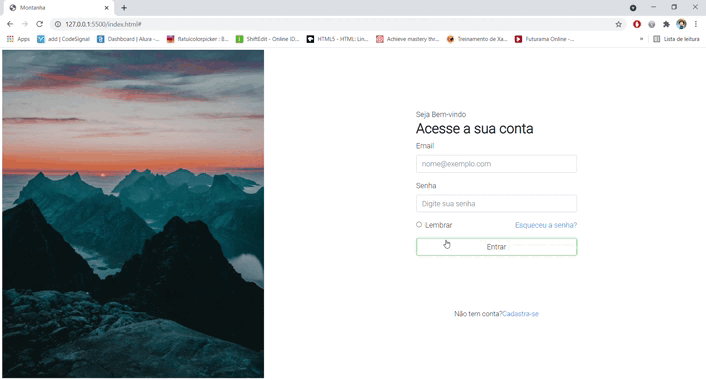 Montanha
127.0.0.1:5500/index.html#
Apps add | CodeSignal Dashboard | Alura -... flatuicolorpicker : B... ShiftEdit - Online ID... HTML5 - HTML: Lin... Achieve mastery thr... Treinamento de Xa... Futurama Online -... » Lista de leitura
Seja Bem-vindo
Acesse a sua conta
Email
nome@exemplo.com
Senha
Digite sua senha
Lembrar Esqueceu a senha?
Entrar
Não tem conta?Cadastra-se